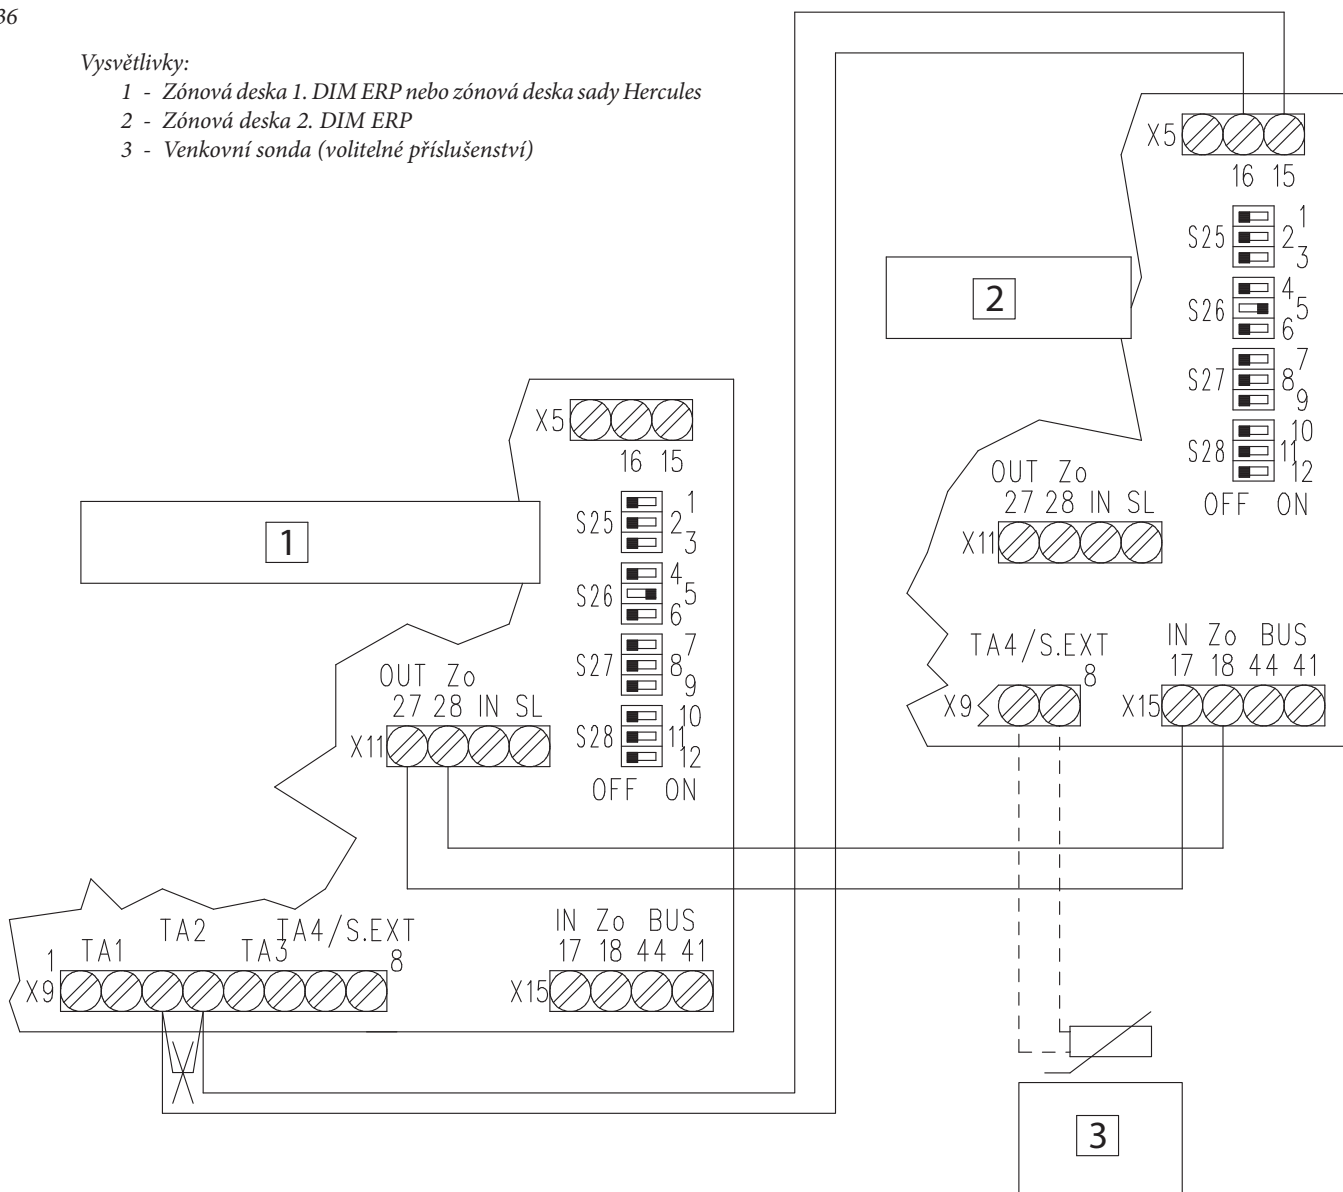 36
Vysvětlivky:
1 - Zónová deska 1. DIM ERP nebo zónová deska sady Hercules
2 - Zónová deska 2. DIM ERP
3 - Venkovní sonda (volitelné příslušenství)
X5
16 15
S25 1 2 3
S26 4 5 6
S27 7 8 9
S28 10 11 12
OFF ON
2
OUT Zo
27 28 IN SL
X11
TA4/S.EXT
8
X9
IN Zo BUS
17 18 44 41
X15
X5
16 15
1
S25 1 2 3
S26 4 5 6
S27 7 8 9
S28 10 11 12
OFF ON
OUT Zo
27 28 IN SL
X11
1 TA1 TA2 TA3 TA4/S.EXT 8
X9
IN Zo BUS
17 18 44 41
X15
3